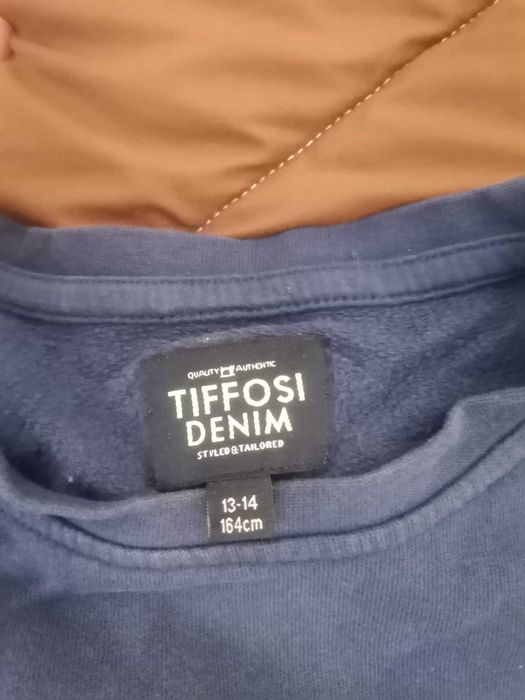 QUALITY AUTHENTIC
TIFFOSI
DENIM
STYLED & TAILORED
13-14
164cm